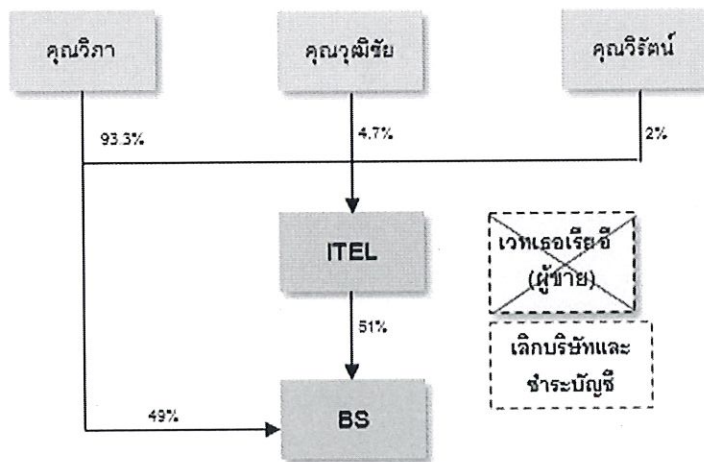 คุณวิภา
คุณวุฒิชัย
คุณวิรัตน์
93.3%
4.7%
2%
ITEL
เวทเธอเรีย อี
(ผู้ขาย)
51%
เลิกบริษัทและ
ชำระบัญชี
49%
BS